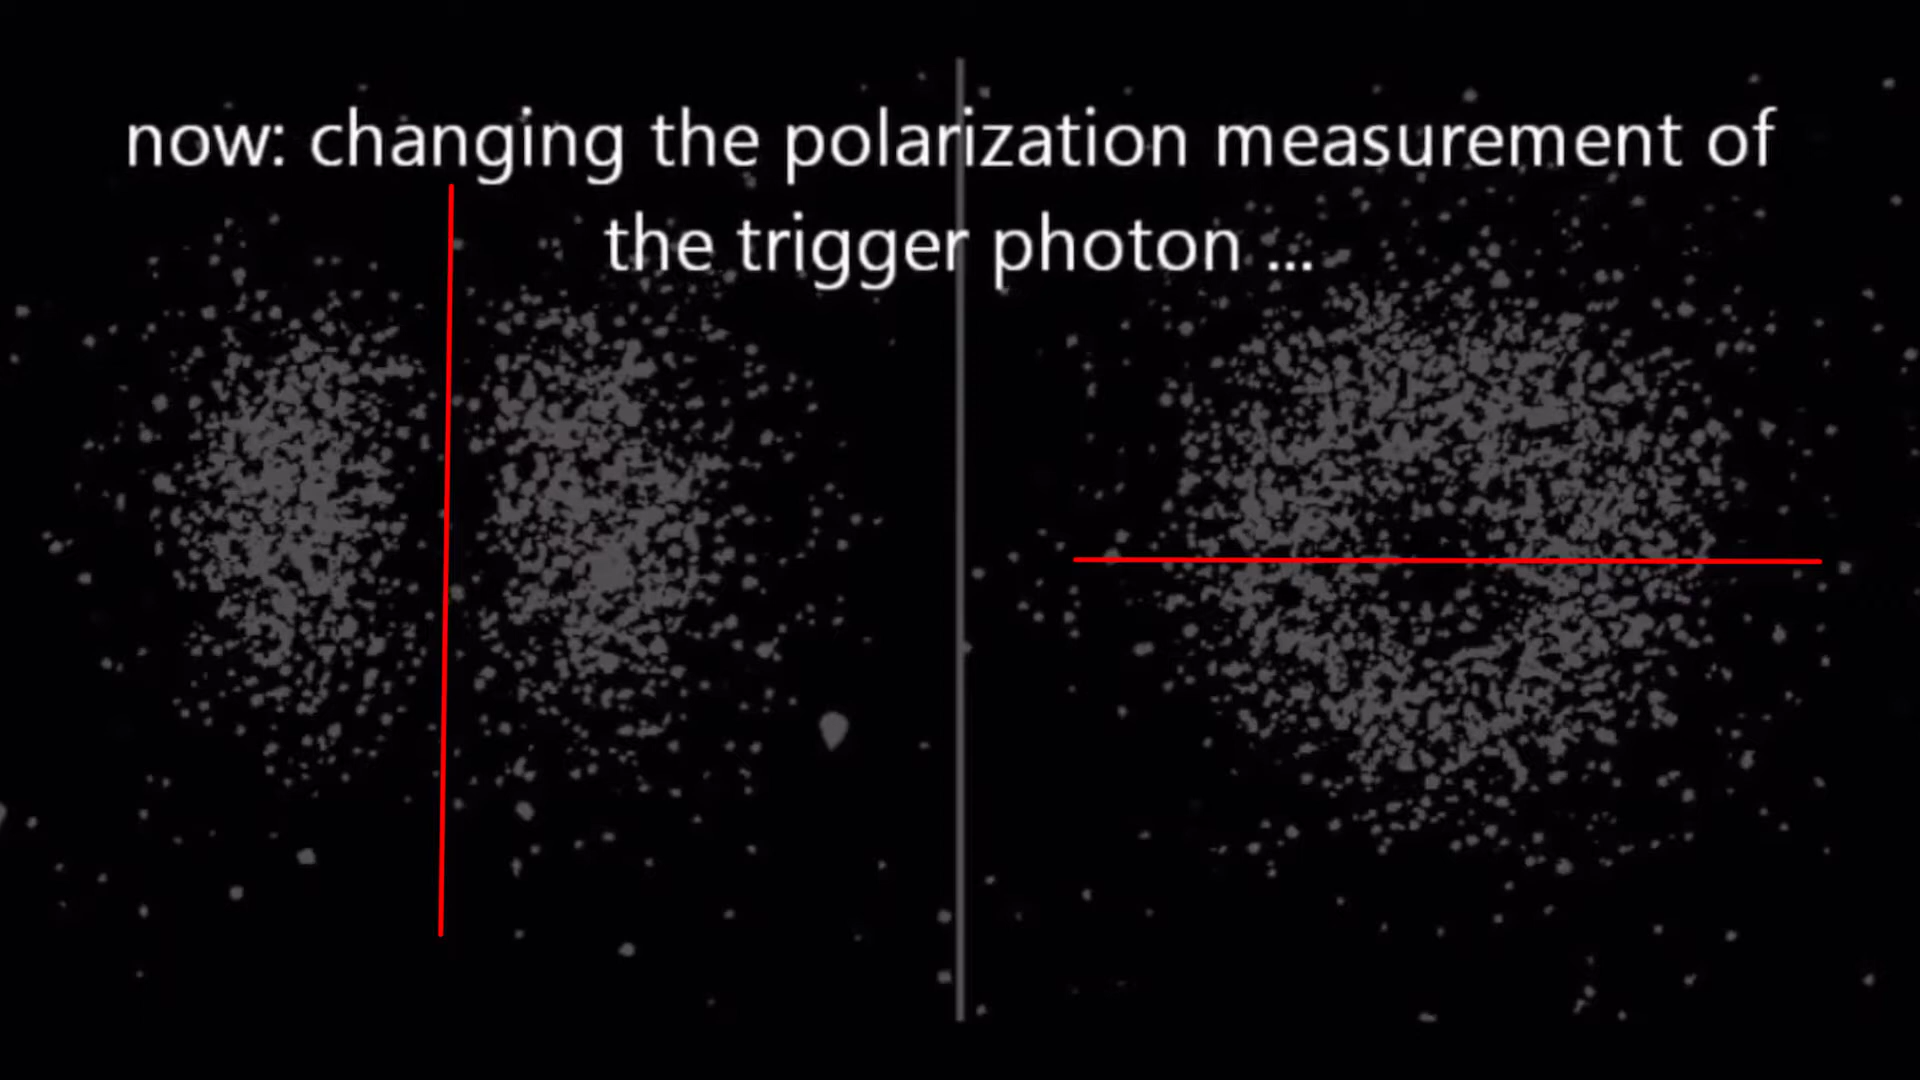 now: changing the polarization measurement of
the trigger photon ...